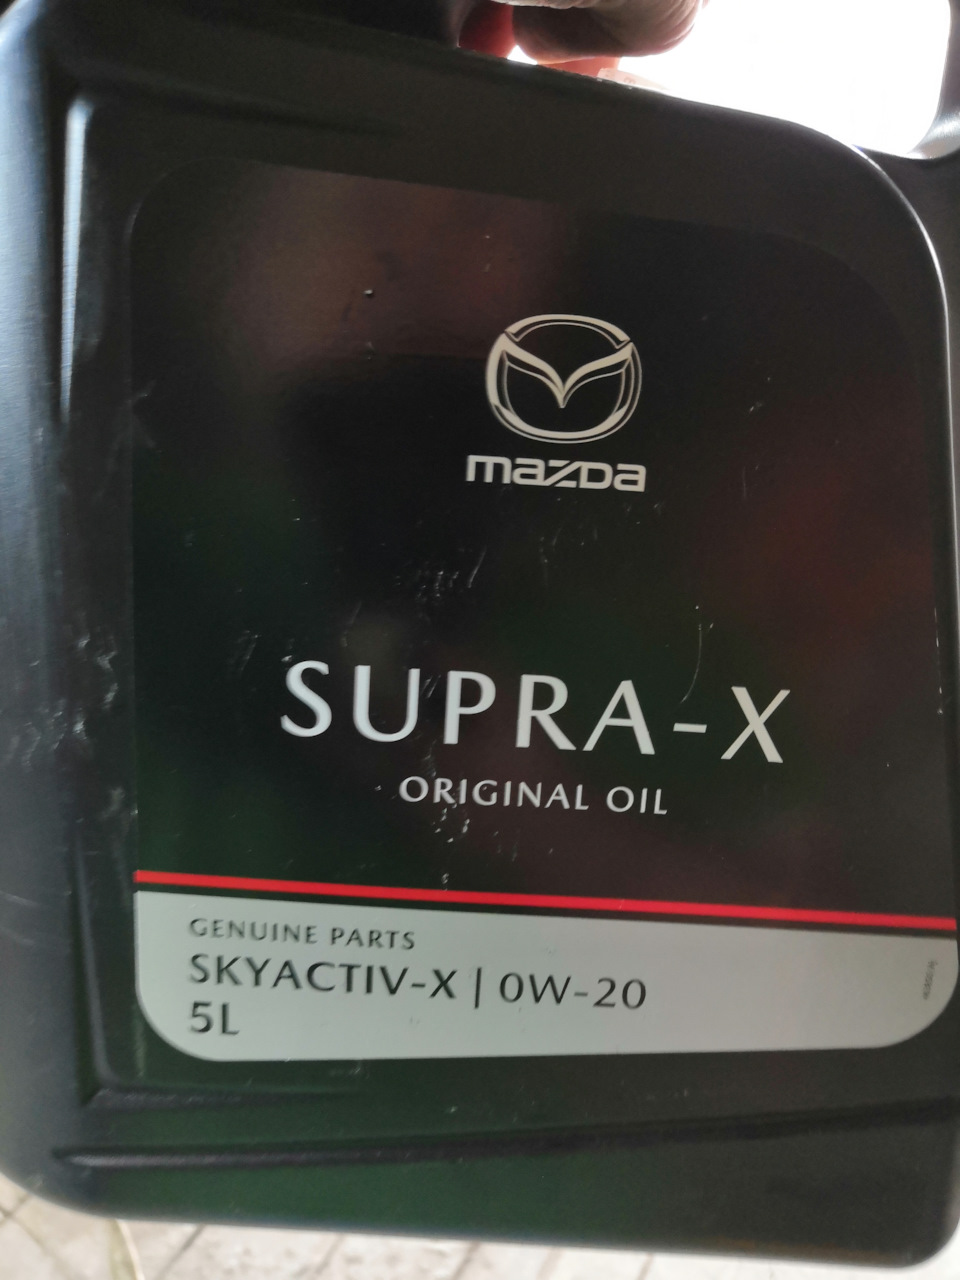 mazda
SUPRA-X
ORIGINAL OIL
GENUINE PARTS
SKYACTIV-X | 0W-20
5L